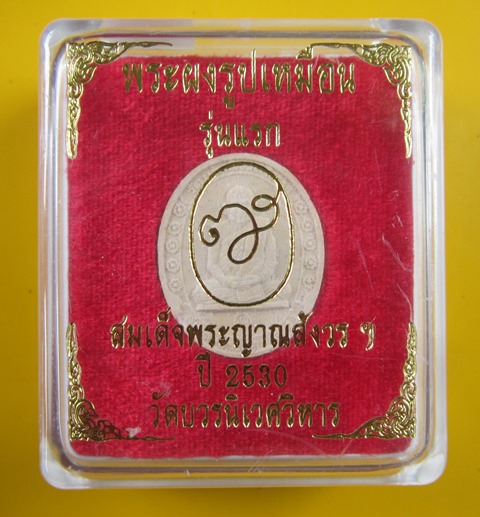 พระผงรูปเหมือน
รุ่นแรก
สมเด็จพระญาณสังวร ฯ
ปี 2530
วัดบวรนิเวศวิหาร